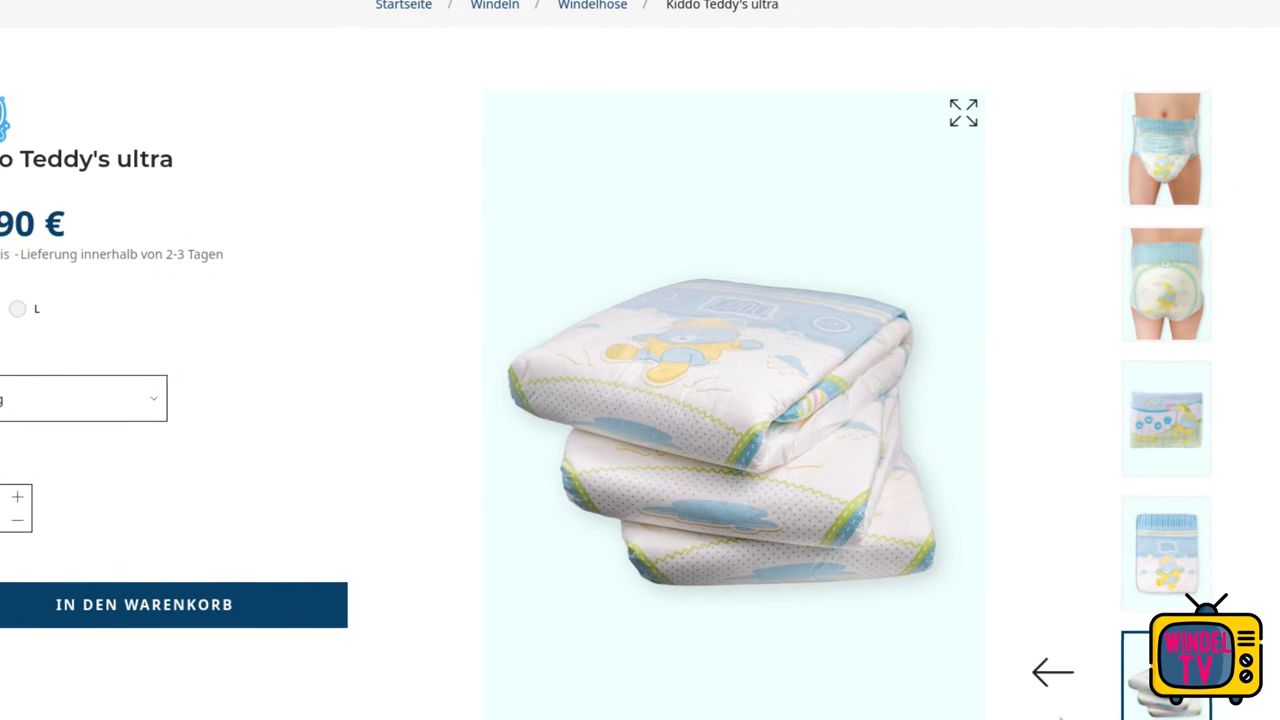 Startseite / Windeln / Windelhose / Kiddo Teddy's ultra
o Teddy's ultra
90 €
is - Lieferung innerhalb von 2-3 Tagen
L
g
+
−
IN DEN WARENKORB
WINDEL
TV